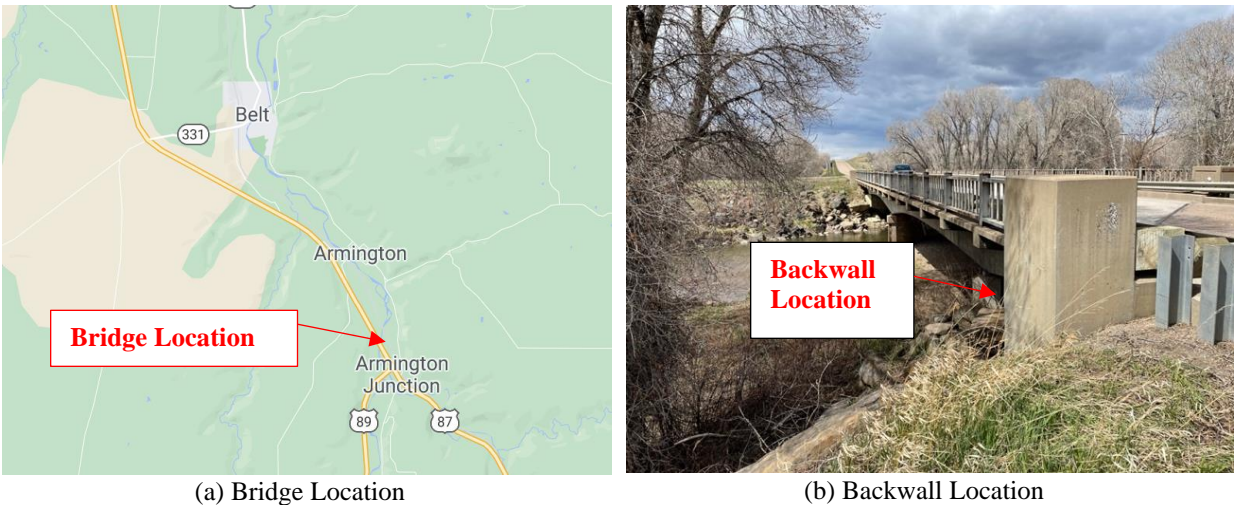 Belt
331
Armington
Bridge Location
Armington
Junction
89
87
Backwall
Location
(a) Bridge Location
(b) Backwall Location